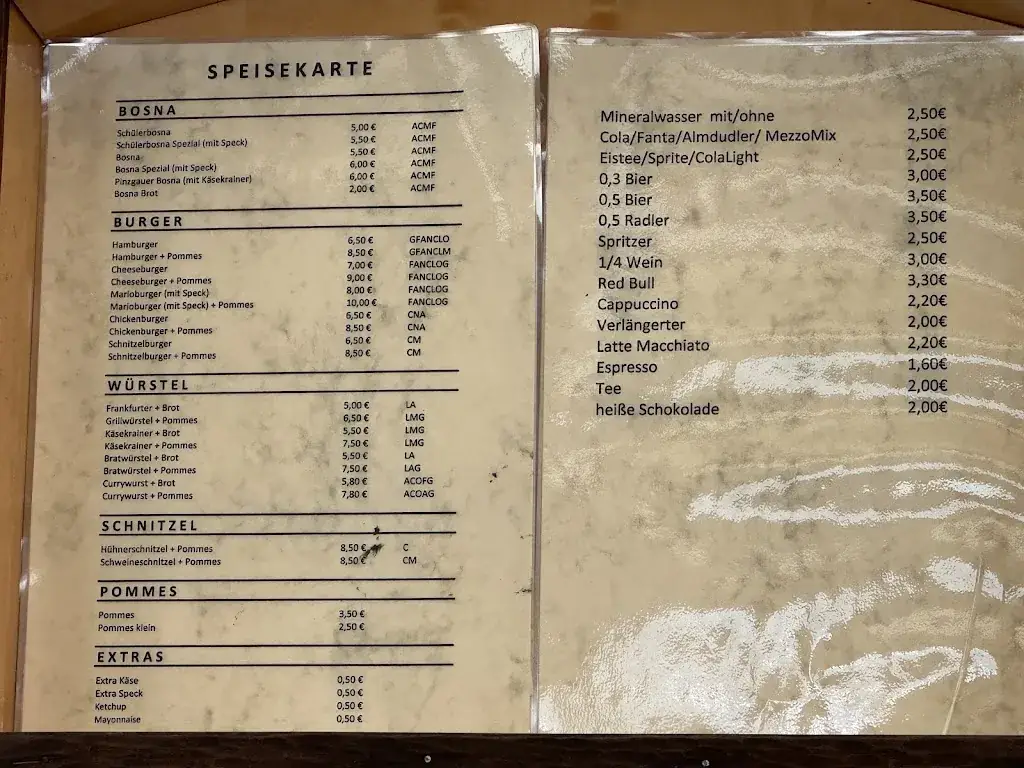 SPEISEKARTE
BOSNA
Schülerbosna 5,00 € ACMF
Schülerbosna Spezial (mit Speck) 5,50 € ACMF
Bosna 5,50 € ACMF
Bosna Spezial (mit Speck) 6,00 € ACMF
Pinzgauer Bosna (mit Käsekrainer) 6,00 € ACMF
Bosna Brot 2,00 € ACMF
BURGER
Hamburger 6,50 € GFANCLO
Hamburger + Pommes 8,50 € GFANCLM
Cheeseburger 7,00 € FANCLOG
Cheeseburger + Pommes 9,00 € FANCLOG
Marioburger (mit Speck) 8,00 € FANCLOG
Marioburger (mit Speck) + Pommes 10,00 € FANCLOG
Chickenburger 6,50 € CNA
Chickenburger + Pommes 8,50 € CNA
Schnitzelburger 6,50 € CM
Schnitzelburger + Pommes 8,50 € CM
WÜRSTEL
Frankfurter + Brot 5,00 € LA
Grillwürstel + Pommes 6,50 € LMG
Käsekrainer + Brot 5,50 € LMG
Käsekrainer + Pommes 7,50 € LMG
Bratwürstel + Brot 5,50 € LA
Bratwürstel + Pommes 7,50 € LAG
Currywurst + Brot 5,80 € ACOFG
Currywurst + Pommes 7,80 € ACOAG
SCHNITZEL
Hühnerschnitzel + Pommes 8,50 € C
Schweineschnitzel + Pommes 8,50 € CM
POMMES
Pommes 3,50 €
Pommes klein 2,50 €
EXTRAS
Extra Käse 0,50 €
Extra Speck 0,50 €
Ketchup 0,50 €
Mayonnaise 0,50 €
Mineralwasser mit/ohne 2,50€
Cola/Fanta/Almdudler/ MezzoMix 2,50€
Eistee/Sprite/ColaLight 2,50€
0,3 Bier 3,00€
0,5 Bier 3,50€
0,5 Radler 3,50€
Spritzer 2,50€
1/4 Wein 3,00€
Red Bull 3,30€
Cappuccino 2,20€
Verlängerter 2,00€
Latte Macchiato 2,20€
Espresso 1,60€
Tee 2,00€
heiße Schokolade 2,00€